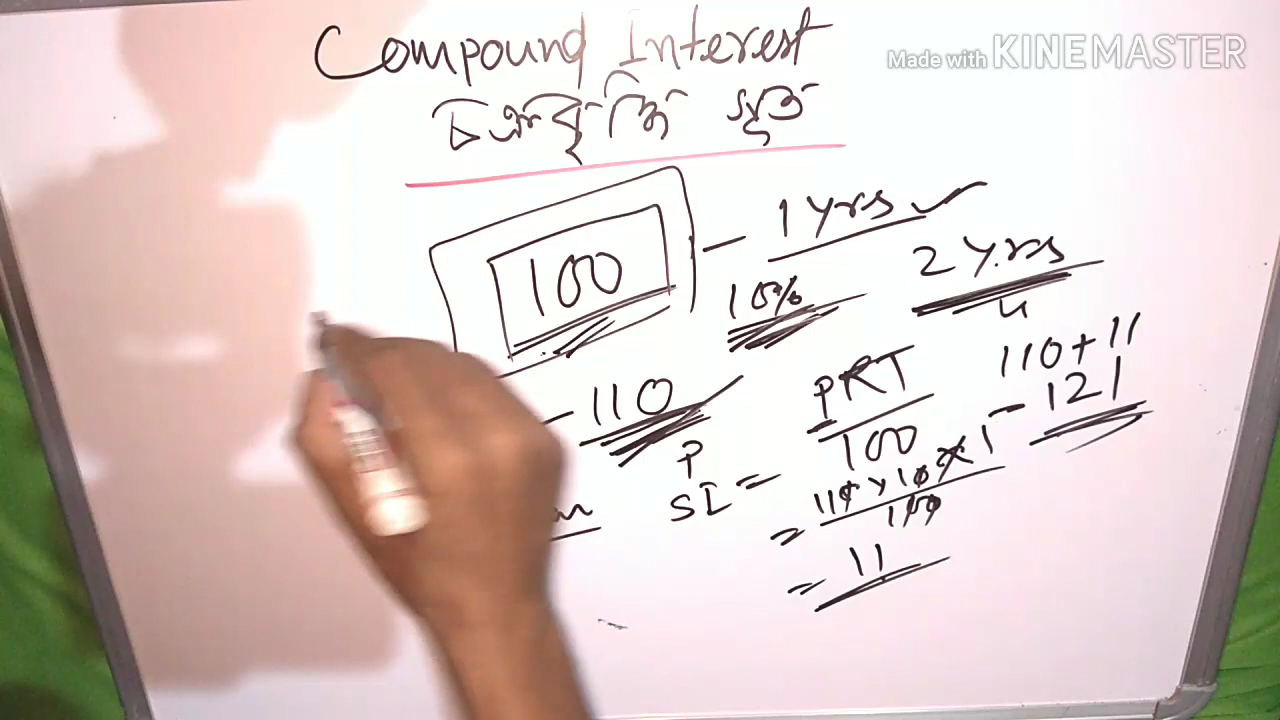 Compound Interest
Made with KINEMASTER
চক্রবৃদ্ধি সুত
100
1 yrs
10%
2 yrs
110
P
SI = PRT
100
= 110 × 10 × 1
100
= 11
110 + 11
121